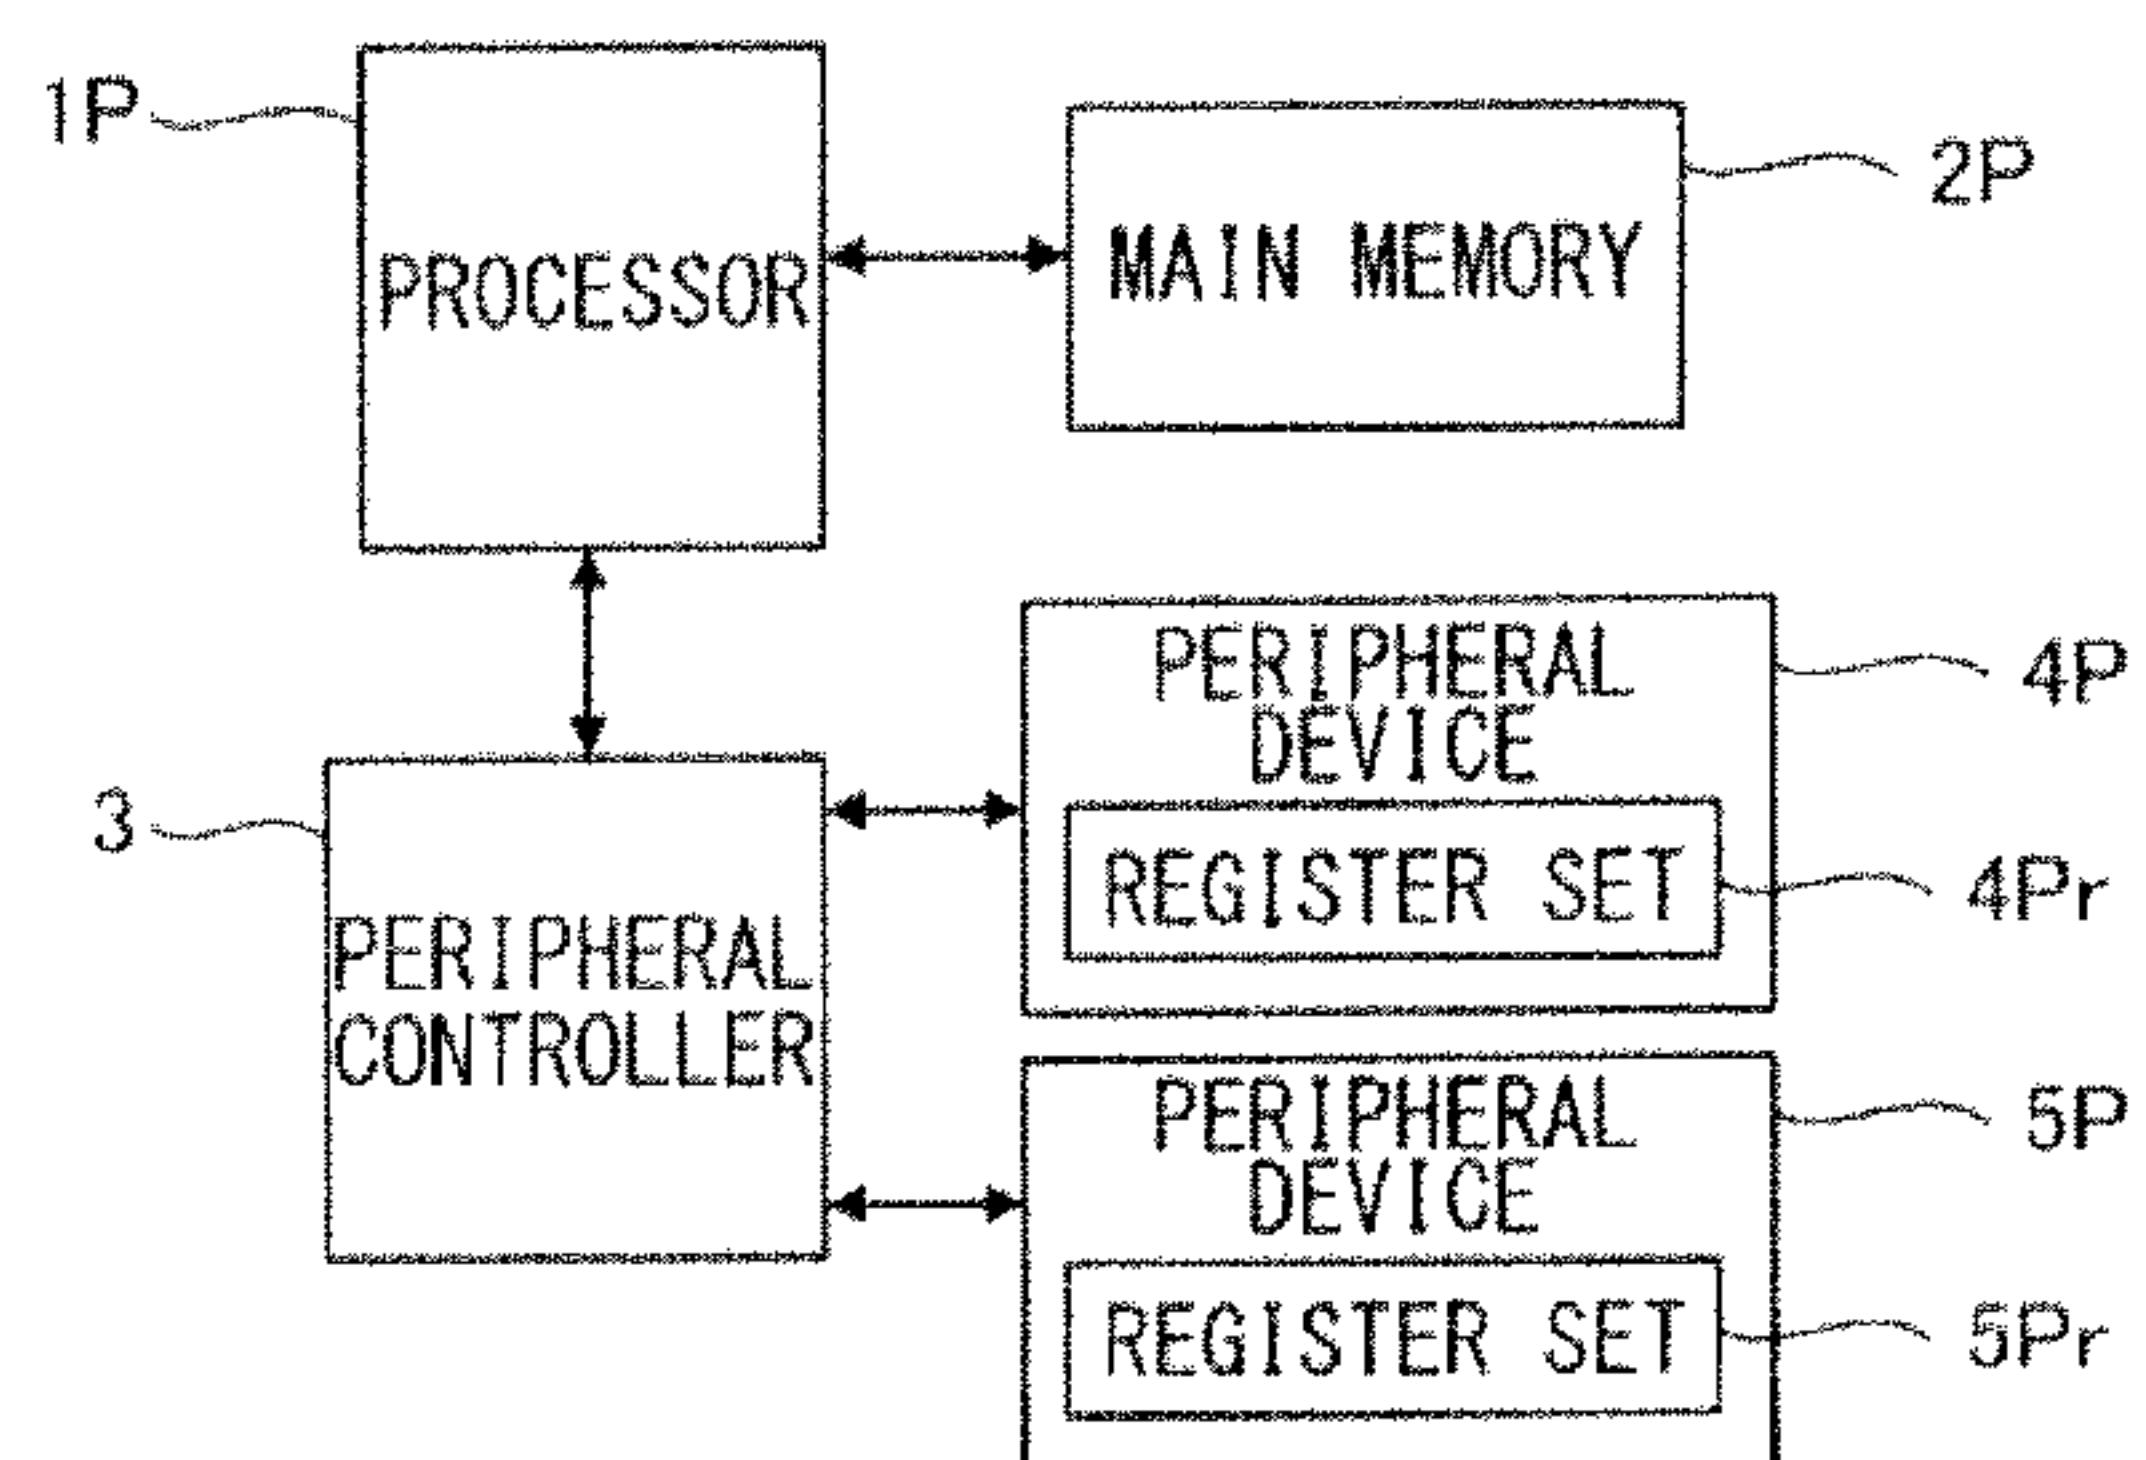 1P
PROCESSOR
MAIN MEMORY
2P
3
PERIPHERAL
CONTROLLER
PERIPHERAL
DEVICE
4P
REGISTER SET
4Pr
PERIPHERAL
DEVICE
5P
REGISTER SET
5Pr